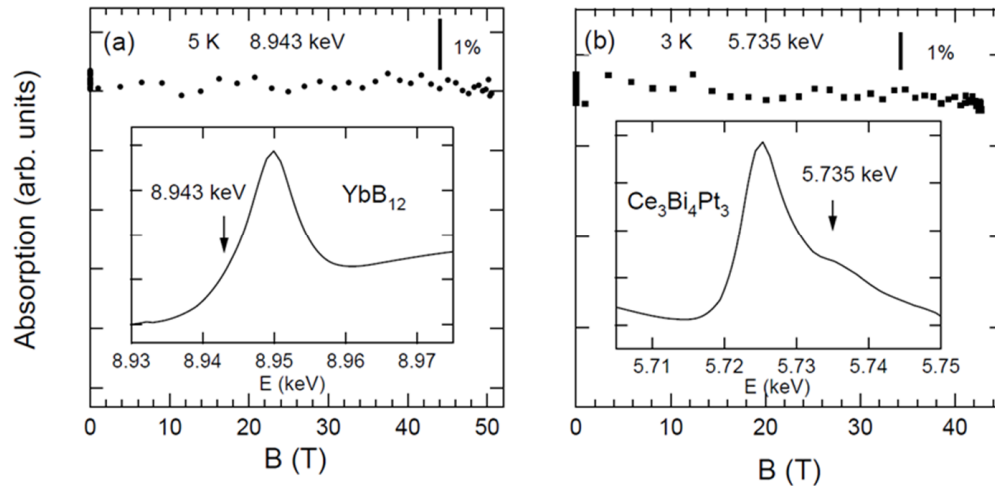 Absorption (arb. units)
(a) 5 K 8.943 keV
1%
8.943 keV
YbB12
8.93 8.94 8.95 8.96 8.97
E (keV)
0 10 20 30 40 50
B (T)
(b) 3 K 5.735 keV
1%
5.735 keV
Ce3Bi4Pt3
5.71 5.72 5.73 5.74 5.75
E (keV)
0 20 40
B (T)